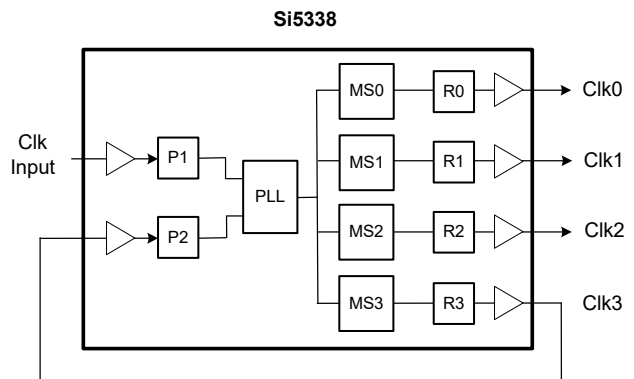 Si5338
MS0 R0 Clk0
Clk
Input
P1
MS1 R1 Clk1
PLL
P2
MS2 R2 Clk2
MS3 R3 Clk3